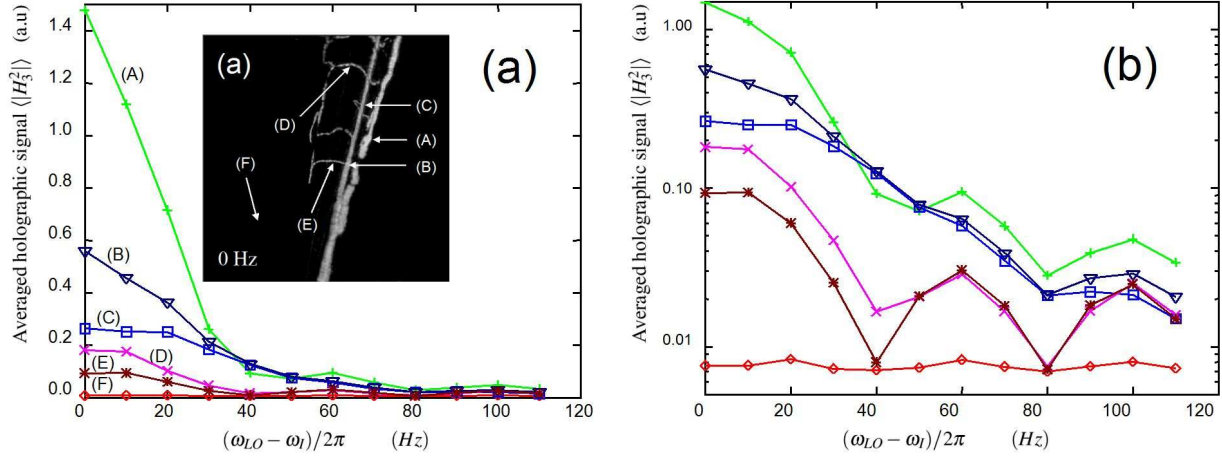 Averaged holographic signal ⟨|H₃²|⟩ (a.u)
1.4
1.2
1.0
0.8
0.6
0.4
0.2
0.0
0 20 40 60 80 100 120
(ω_LO − ω_I)/2π (Hz)
(A)
(B)
(C)
(D)
(E)
(F)
(a)
(a)
(D)
(C)
(A)
(F)
(B)
(E)
0 Hz
Averaged holographic signal ⟨|H₃²|⟩ (a.u)
1.00
0.10
0.01
0 20 40 60 80 100 120
(ω_LO − ω_I)/2π (Hz)
(b)